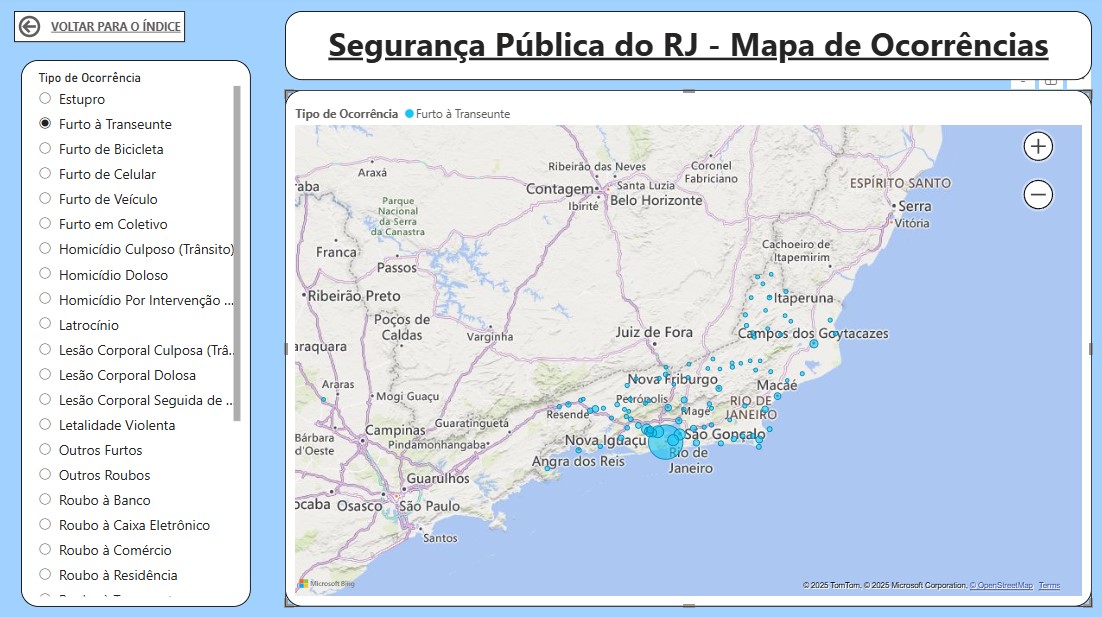 VOLTAR PARA O ÍNDICE
Segurança Pública do RJ - Mapa de Ocorrências
Tipo de Ocorrência
Estupro
Furto à Transeunte
Furto de Bicicleta
Furto de Celular
Furto de Veículo
Furto em Coletivo
Homicídio Culposo (Trânsito)
Homicídio Doloso
Homicídio Por Intervenção ...
Latrocínio
Lesão Corporal Culposa (Trâ...
Lesão Corporal Dolosa
Lesão Corporal Seguida de ...
Letalidade Violenta
Outros Furtos
Outros Roubos
Roubo à Banco
Roubo à Caixa Eletrônico
Roubo à Comércio
Roubo à Residência
Tipo de Ocorrência Furto à Transeunte
Araxá
Ribeirão das Neves
Coronel
Fabriciano
Contagem
Santa Luzia
Ibirité
Belo Horizonte
ESPÍRITO SANTO
Serra
Vitória
raba
Parque
Nacional
da Serra
da Canastra
Franca
Passos
Cachoeiro de
Itapemirim
Ribeirão Preto
Itaperuna
Poços de
Caldas
Varginha
Juiz de Fora
Campos dos Goytacazes
araquara
Araras
Nova Friburgo
Macaé
Mogi Guaçu
Petrópolis
RIO DE
JANEIRO
Resende
Magé
Campinas
Guaratinguetá
Bárbara
d'Oeste
Pindamonhangaba
Nova Iguaçu
São Gonçalo
Angra dos Reis
Rio de
Janeiro
Guarulhos
ocaba
Osasco
São Paulo
Santos
Microsoft Bing
© 2025 TomTom, © 2025 Microsoft Corporation, © OpenStreetMap Terms